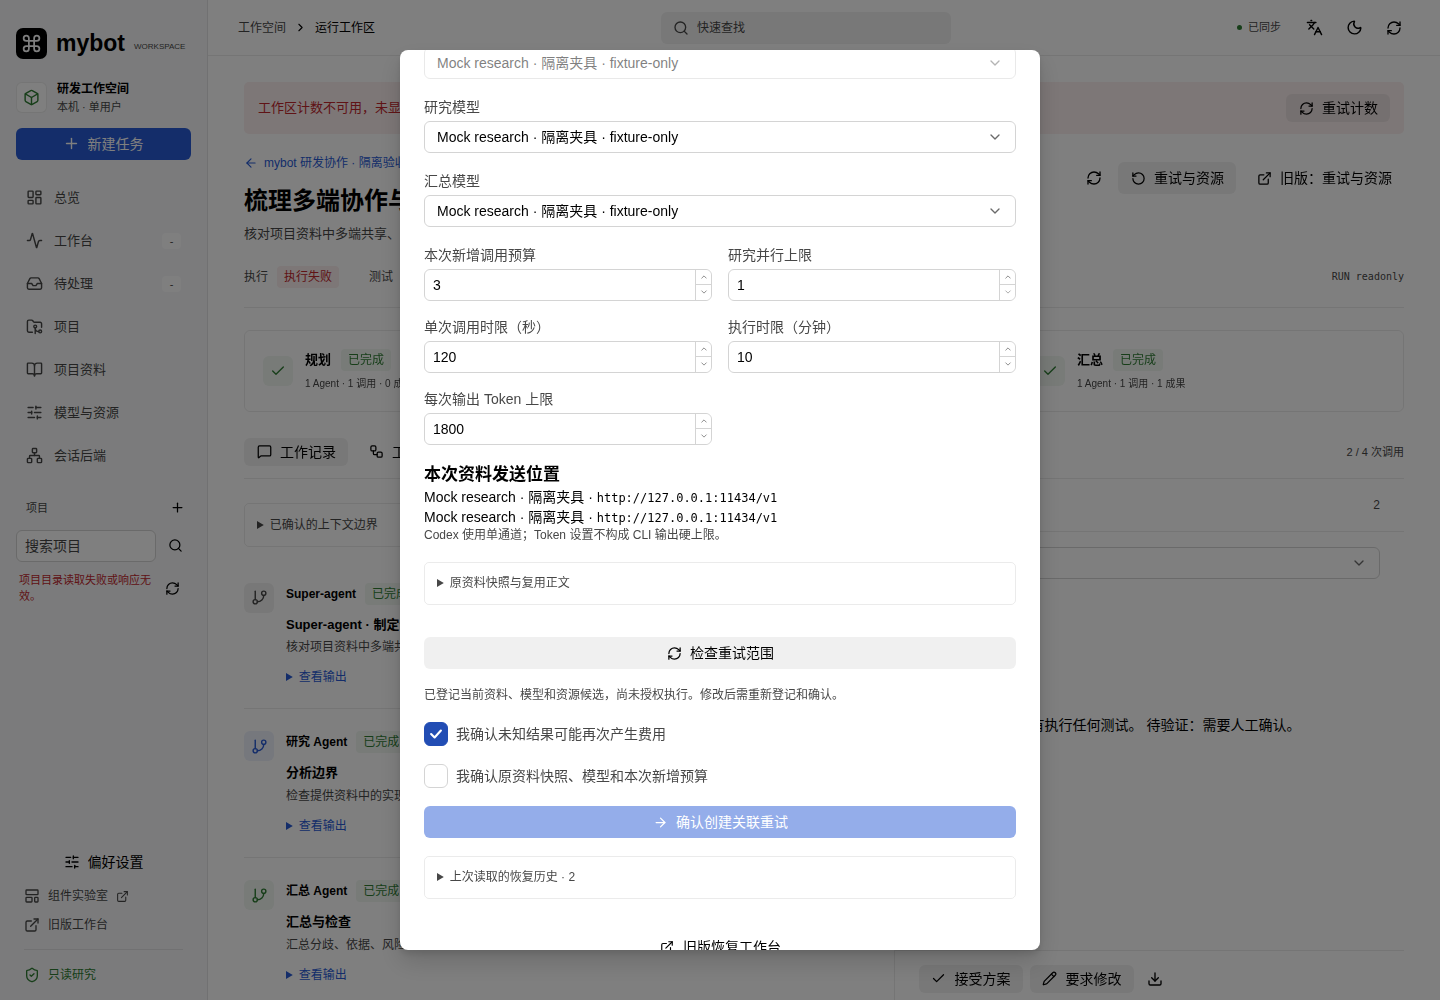 mybot WORKSPACE
研发工作空间
本机 · 单用户
新建任务
总览
工作台 -
待处理 -
项目
项目资料
模型与资源
会话后端
项目
搜索项目
项目目录读取失败或响应无
效。
偏好设置
组件实验室
旧版工作台
只读研究
工作空间 运行工作区
快速查找
已同步
工作区计数不可用，未显
重试计数
mybot 研发协作 · 隔离验收
梳理多端协作与
核对项目资料中多端共享、
重试与资源
旧版：重试与资源
执行 执行失败 测试
RUN readonly
规划 已完成
1 Agent · 1 调用 · 0 成
汇总 已完成
1 Agent · 1 调用 · 1 成果
工作记录
2 / 4 次调用
已确认的上下文边界
2
Super-agent 已完成
Super-agent · 制定
核对项目资料中多端共
查看输出
研究 Agent 已完成
分析边界
检查提供资料中的实现
查看输出
汇总 Agent 已完成
汇总与检查
汇总分歧、依据、风险
查看输出
有执行任何测试。 待验证：需要人工确认。
接受方案
要求修改
Mock research · 隔离夹具 · fixture-only
研究模型
Mock research · 隔离夹具 · fixture-only
汇总模型
Mock research · 隔离夹具 · fixture-only
本次新增调用预算 研究并行上限
3 1
单次调用时限（秒） 执行时限（分钟）
120 10
每次输出 Token 上限
1800
本次资料发送位置
Mock research · 隔离夹具 · http://127.0.0.1:11434/v1
Mock research · 隔离夹具 · http://127.0.0.1:11434/v1
Codex 使用单通道；Token 设置不构成 CLI 输出硬上限。
原资料快照与复用正文
检查重试范围
已登记当前资料、模型和资源候选，尚未授权执行。修改后需重新登记和确认。
我确认未知结果可能再次产生费用
我确认原资料快照、模型和本次新增预算
确认创建关联重试
上次读取的恢复历史 · 2
旧版恢复工作台